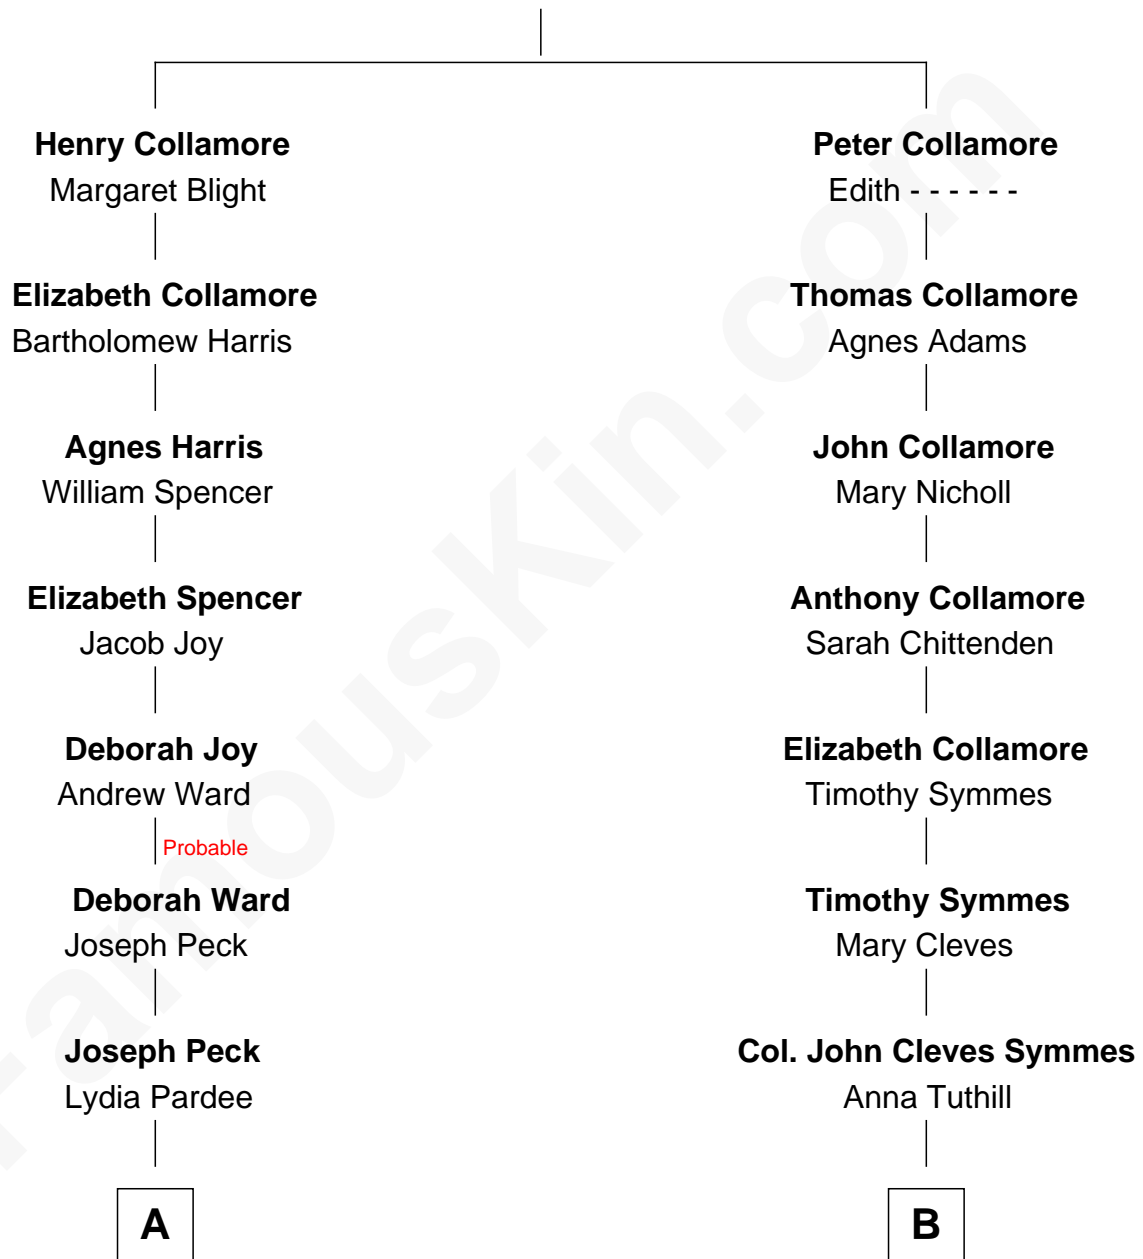 Henry Collamore
Margaret Blight
Elizabeth Collamore
Bartholomew Harris
Agnes Harris
William Spencer
Elizabeth Spencer
Jacob Joy
Deborah Joy
Andrew Ward
Probable
Deborah Ward
Joseph Peck
Joseph Peck
Lydia Pardee
A
Peter Collamore
Edith - - - - - -
Thomas Collamore
Agnes Adams
John Collamore
Mary Nicholl
Anthony Collamore
Sarah Chittenden
Elizabeth Collamore
Timothy Symmes
Timothy Symmes
Mary Cleves
Col. John Cleves Symmes
Anna Tuthill
B
FamousKin.com